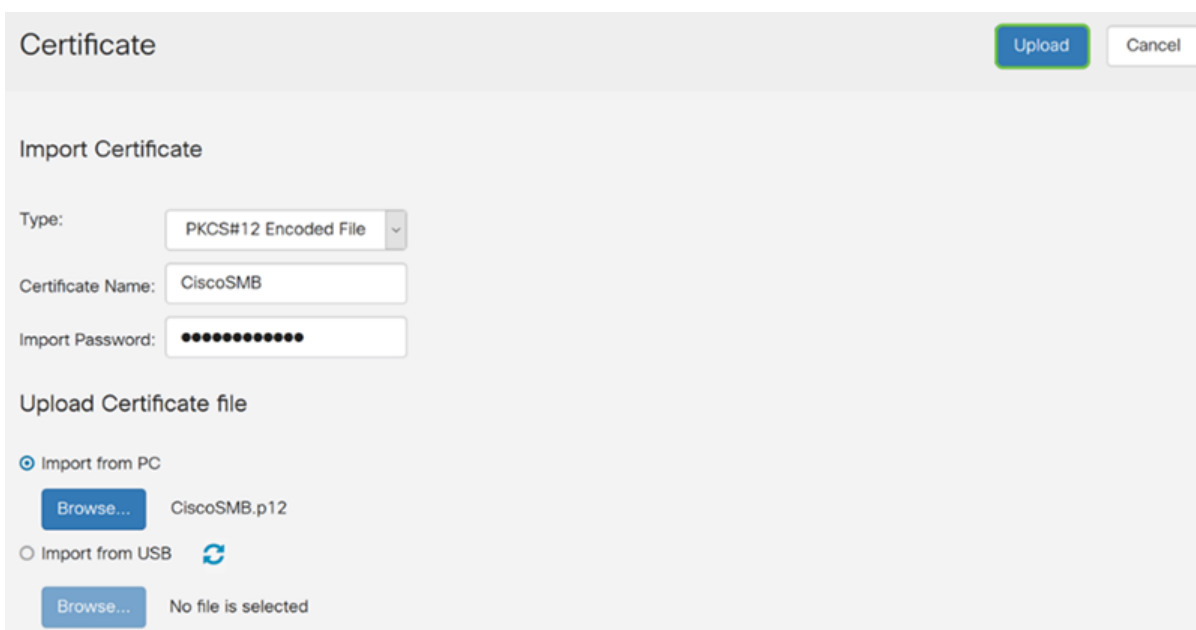 Certificate
Upload
Cancel
Import Certificate
Type:
PKCS#12 Encoded File
Certificate Name:
CiscoSMB
Import Password:
●●●●●●●●●●●●
Upload Certificate file
Import from PC
Browse...
CiscoSMB.p12
Import from USB
Browse...
No file is selected